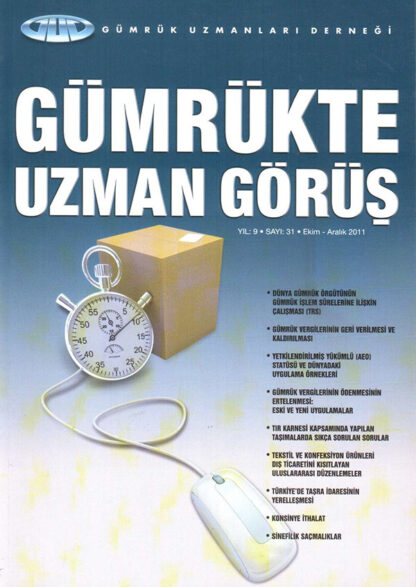 GUD GÜMRÜK UZMANLARI DERNEĞİ
GÜMRÜKTE
UZMAN GÖRÜŞ
YIL: 9 • SAYI: 31 • Ekim - Aralık 2011
• DÜNYA GÜMRÜK ÖRGÜTÜNÜN
GÜMRÜK İŞLEM SÜRELERİNE İLİŞKİN
ÇALIŞMASI (TRS)
• GÜMRÜK VERGİLERİNİN GERİ VERİLMESİ VE
KALDIRILMASI
• YETKİLENDİRİLMİŞ YÜKÜMLÜ (AEO)
STATÜSÜ VE DÜNYADAKİ
UYGULAMA ÖRNEKLERİ
• GÜMRÜK VERGİLERİNİN ÖDENMESİNİN
ERTELENMESİ:
ESKİ VE YENİ UYGULAMALAR
• TIR KARNESİ KAPSAMINDA YAPILAN
TAŞIMALARDA SIKÇA SORULAN SORULAR
• TEKSTİL VE KONFEKSİYON ÜRÜNLERİ
DIŞ TİCARETİNİ KISITLAYAN
ULUSLARARASI DÜZENLEMELER
• TÜRKİYE'DE TAŞRA İDARESİNİN
YERELLEŞMESİ
• KONSİNYE İTHALAT
• SİNEFİLİK SAÇMALIKLAR
55
5
50
10
45
15
40
20
35
25
30